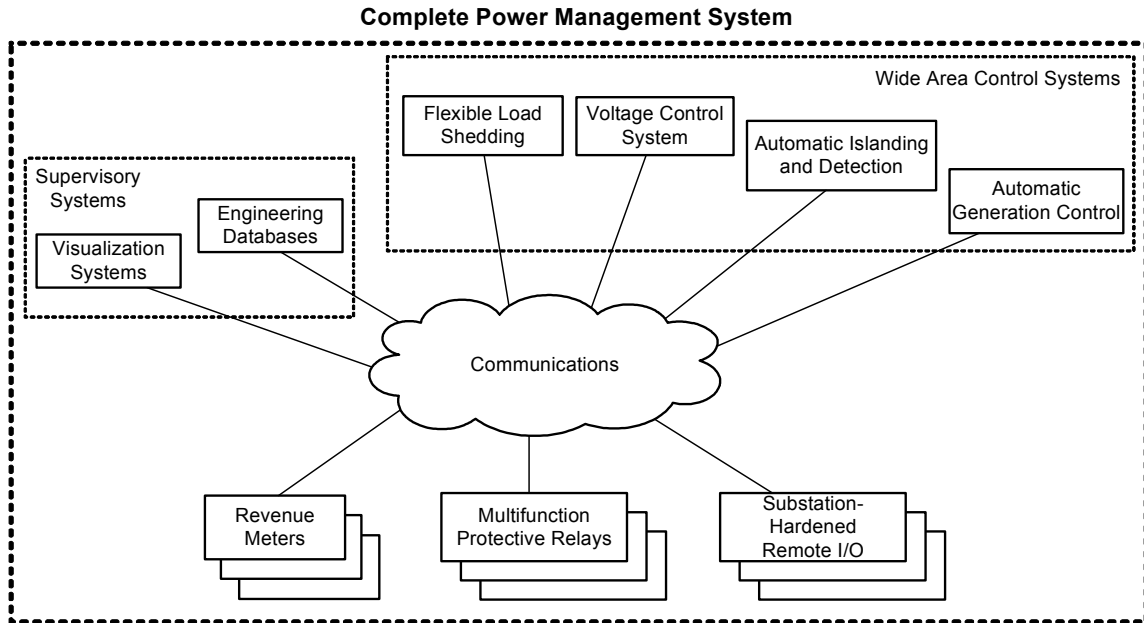 Complete Power Management System
Wide Area Control Systems
Flexible Load
Shedding
Voltage Control
System
Automatic Islanding
and Detection
Automatic
Generation Control
Supervisory
Systems
Engineering
Databases
Visualization
Systems
Communications
Revenue
Meters
Multifunction
Protective Relays
Substation-
Hardened
Remote I/O